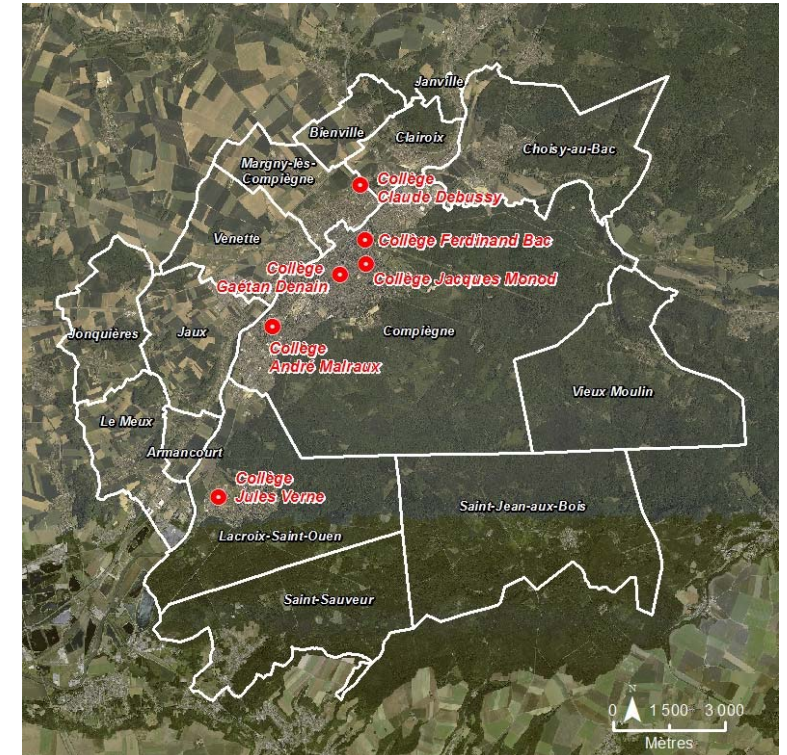 Janville
Bienville
Clairoix
Choisy-au-Bac
Margny-lès-
Compiègne
Collège
Claude Debussy
Venette
Collège Ferdinand Bac
Collège
Gaëtan Denain
Collège Jacques Monod
Jonquières
Jaux
Compiègne
Collège
André Malraux
Vieux Moulin
Le Meux
Armancourt
Collège
Jules Verne
Saint-Jean-aux-Bois
Lacroix-Saint-Ouen
Saint-Sauveur
N
0 1 500 3 000
Mètres